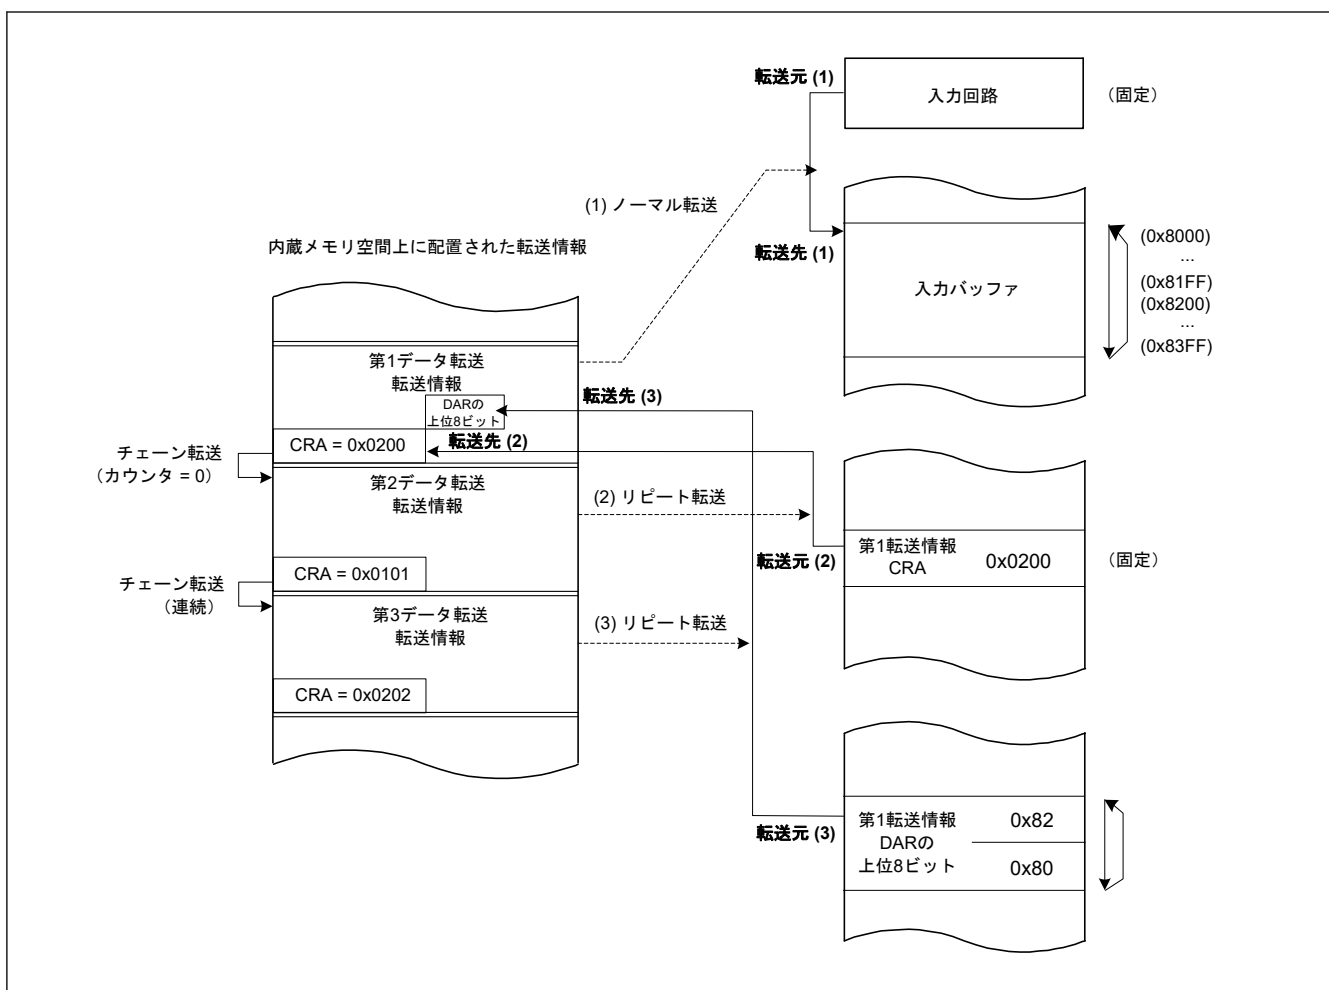 転送元 (1)
入力回路
（固定）
(1) ノーマル転送
転送先 (1)
入力バッファ
(0x8000)
...
(0x81FF)
(0x8200)
...
(0x83FF)
内蔵メモリ空間上に配置された転送情報
第1データ転送
転送情報
DARの
上位8ビット
転送先 (3)
CRA = 0x0200
転送先 (2)
チェーン転送
（カウンタ = 0）
第2データ転送
転送情報
(2) リピート転送
CRA = 0x0101
転送元 (2)
第1転送情報
CRA
0x0200
（固定）
チェーン転送
（連続）
第3データ転送
転送情報
(3) リピート転送
CRA = 0x0202
転送元 (3)
第1転送情報
DARの
上位8ビット
0x82
0x80